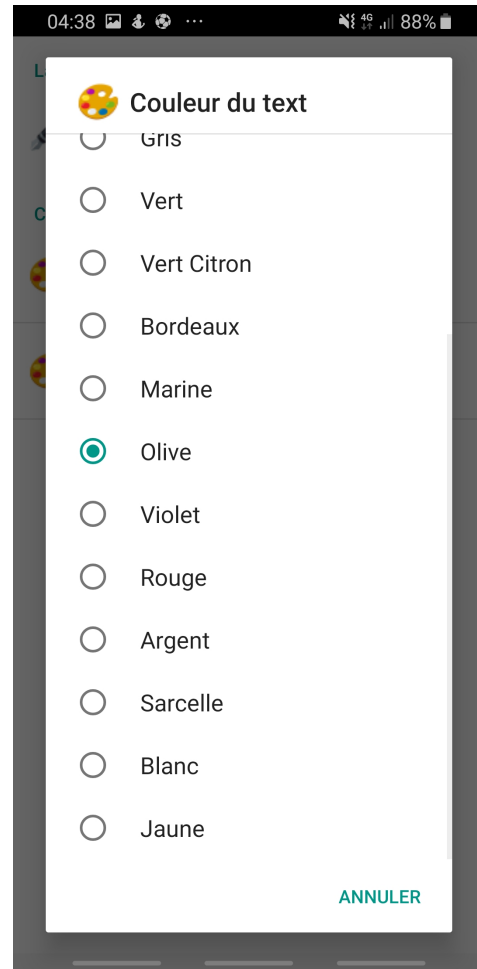 04:38 ... 4G 88%
L
Couleur du text
Gris
C
Vert
Vert Citron
Bordeaux
Marine
Olive
Violet
Rouge
Argent
Sarcelle
Blanc
Jaune
ANNULER